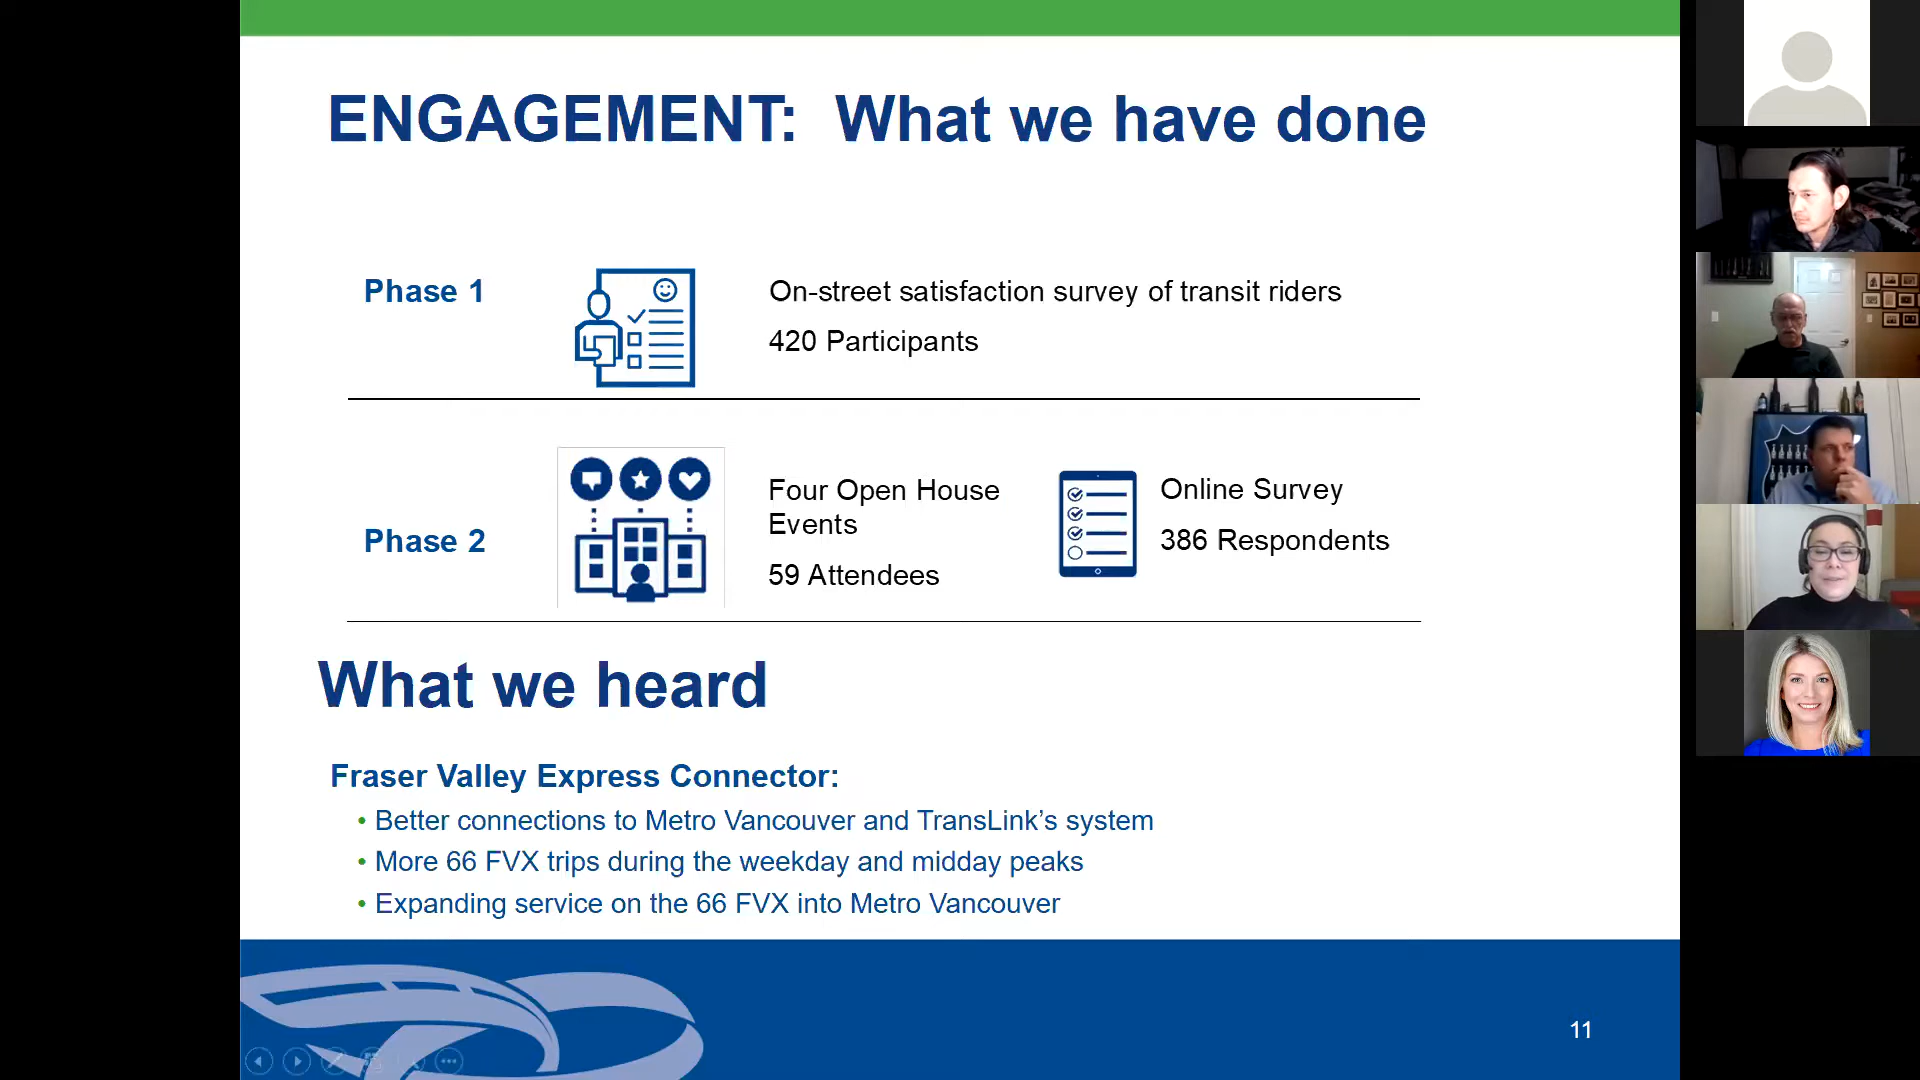 ENGAGEMENT: What we have done
Phase 1
On-street satisfaction survey of transit riders
420 Participants
Phase 2
Four Open House
Events
59 Attendees
Online Survey
386 Respondents
What we heard
Fraser Valley Express Connector:
• Better connections to Metro Vancouver and TransLink’s system
• More 66 FVX trips during the weekday and midday peaks
• Expanding service on the 66 FVX into Metro Vancouver
11